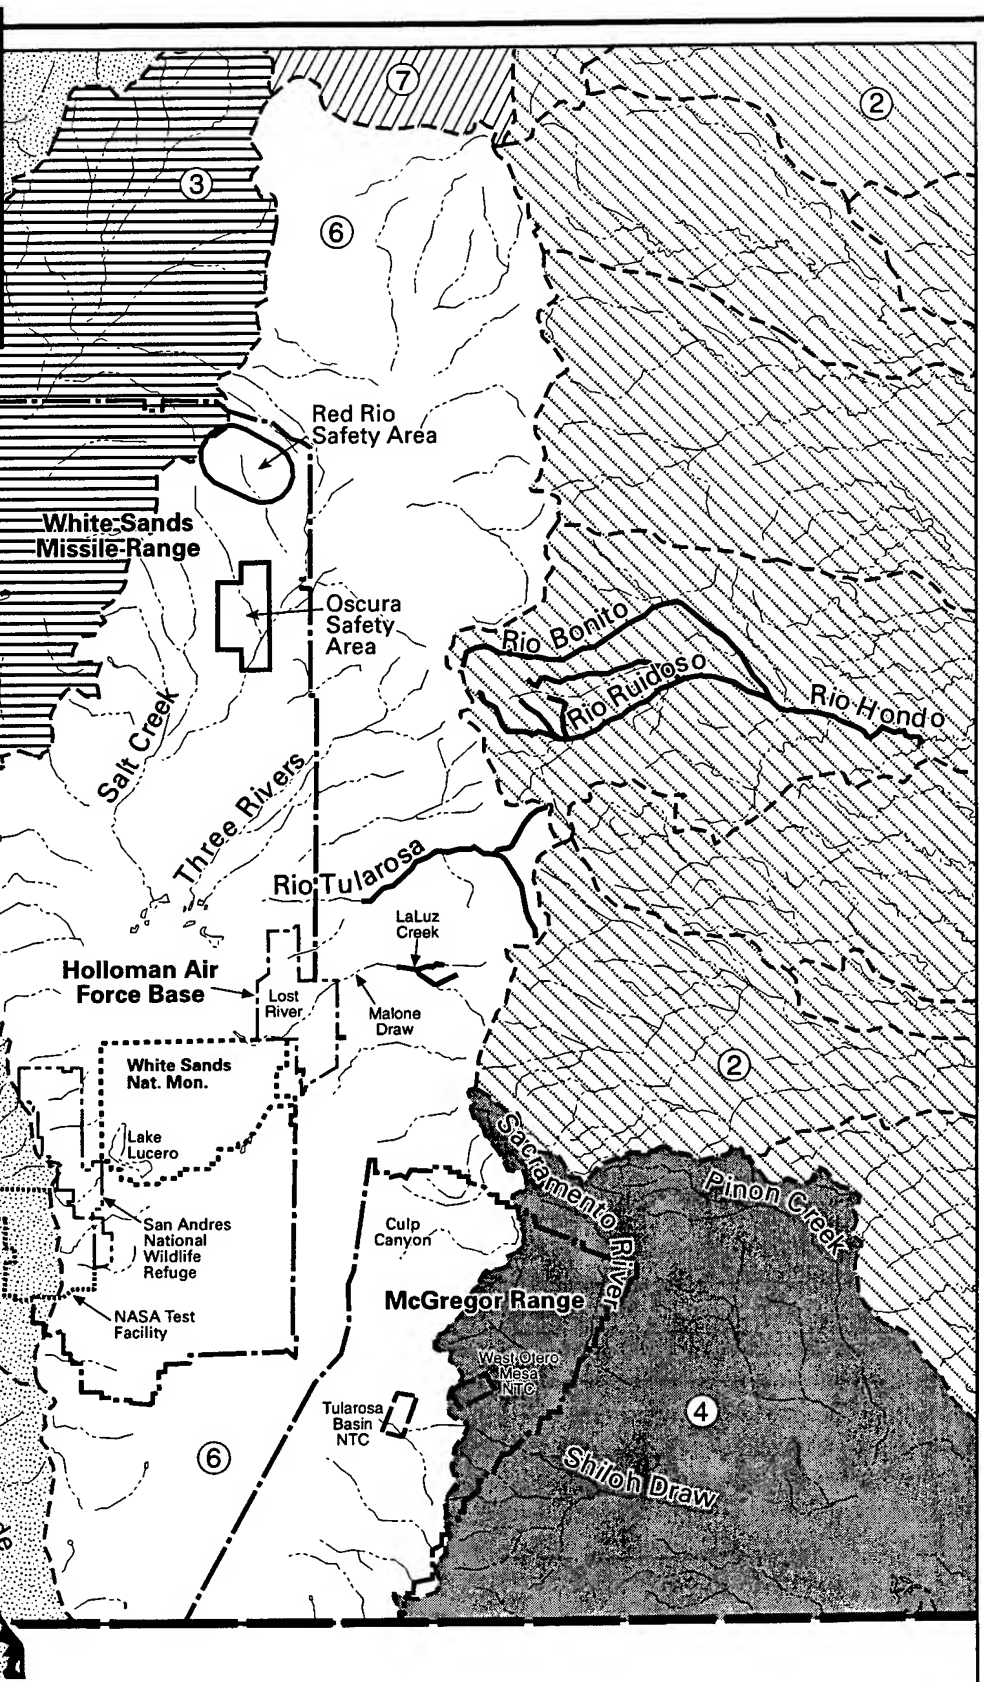 7
2
3
6
Red Rio
Safety Area
White Sands
Missile Range
Oscura
Safety
Area
Rio Bonito
Rio Ruidoso
Rio Hondo
Salt Creek
Three Rivers
Rio Tularosa
LaLuz
Creek
Holloman Air
Force Base
Lost
River
Malone
Draw
White Sands
Nat. Mon.
2
Lake
Lucero
Sacramento River
Pinon Creek
San Andres
National
Wildlife
Refuge
Culp
Canyon
McGregor Range
NASA Test
Facility
West Otero
Mesa
NTC
Tularosa
Basin
NTC
4
6
Shiloh Draw
de